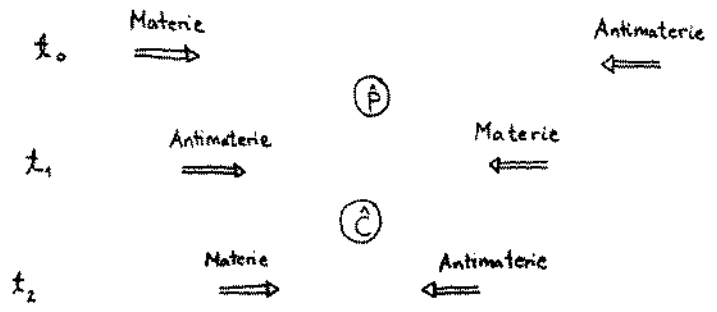 t₀ Materie Antimaterie
P̂
t₁ Antimaterie Materie
Ĉ
t₂ Materie Antimaterie